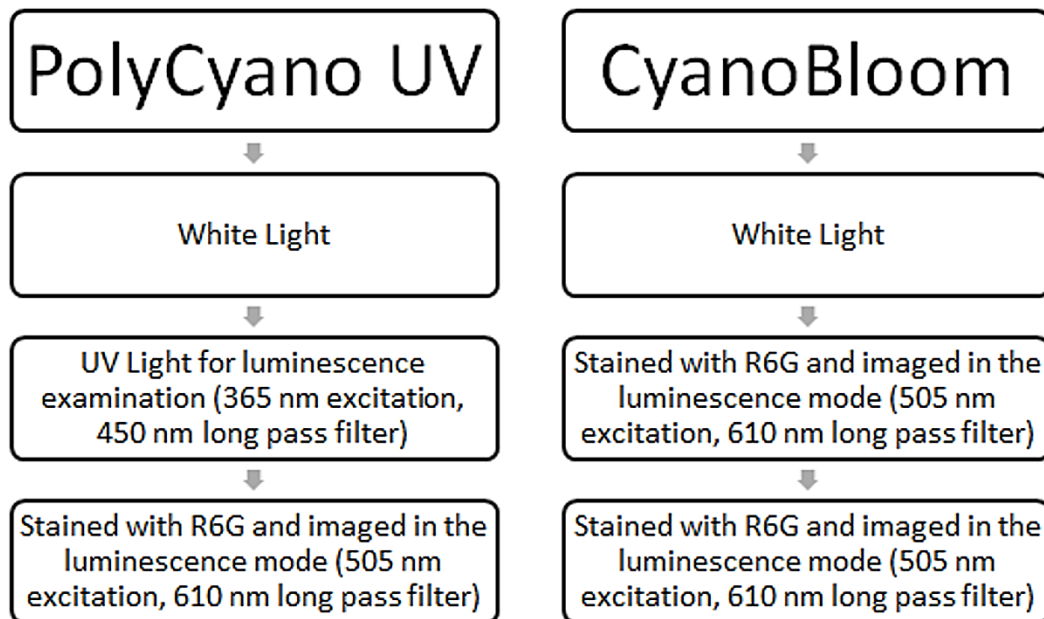 PolyCyano UV
White Light
UV Light for luminescence
examination (365 nm excitation,
450 nm long pass filter)
Stained with R6G and imaged in the
luminescence mode (505 nm
excitation, 610 nm long pass filter)
CyanoBloom
White Light
Stained with R6G and imaged in the
luminescence mode (505 nm
excitation, 610 nm long pass filter)
Stained with R6G and imaged in the
luminescence mode (505 nm
excitation, 610 nm long pass filter)